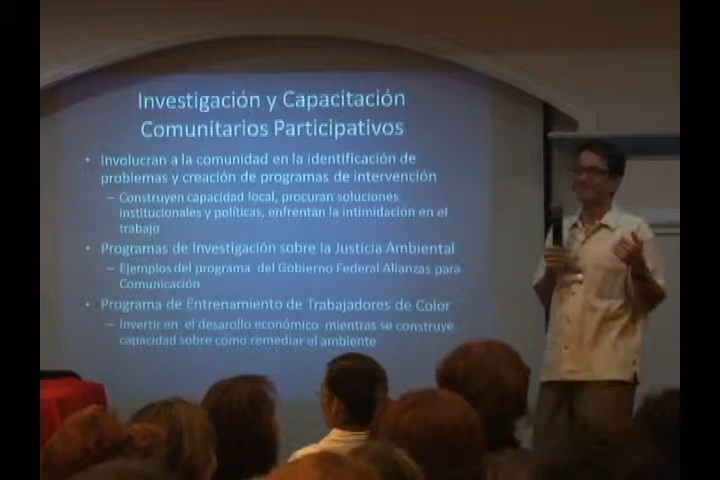 Investigación y Capacitación
Comunitarios Participativos
• Involucran a la comunidad en la identificación de
problemas y creación de programas de intervención
– Construyen capacidad local, procuran soluciones
institucionales y políticas, enfrentan la intimidación en el
trabajo
• Programas de Investigación sobre la Justicia Ambiental
– Ejemplos del programa del Gobierno Federal Alianzas para
Comunicación
• Programa de Entrenamiento de Trabajadores de Color
– Invertir en el desarollo económico mientras se construye
capacidad sobre como remediar el ambiente